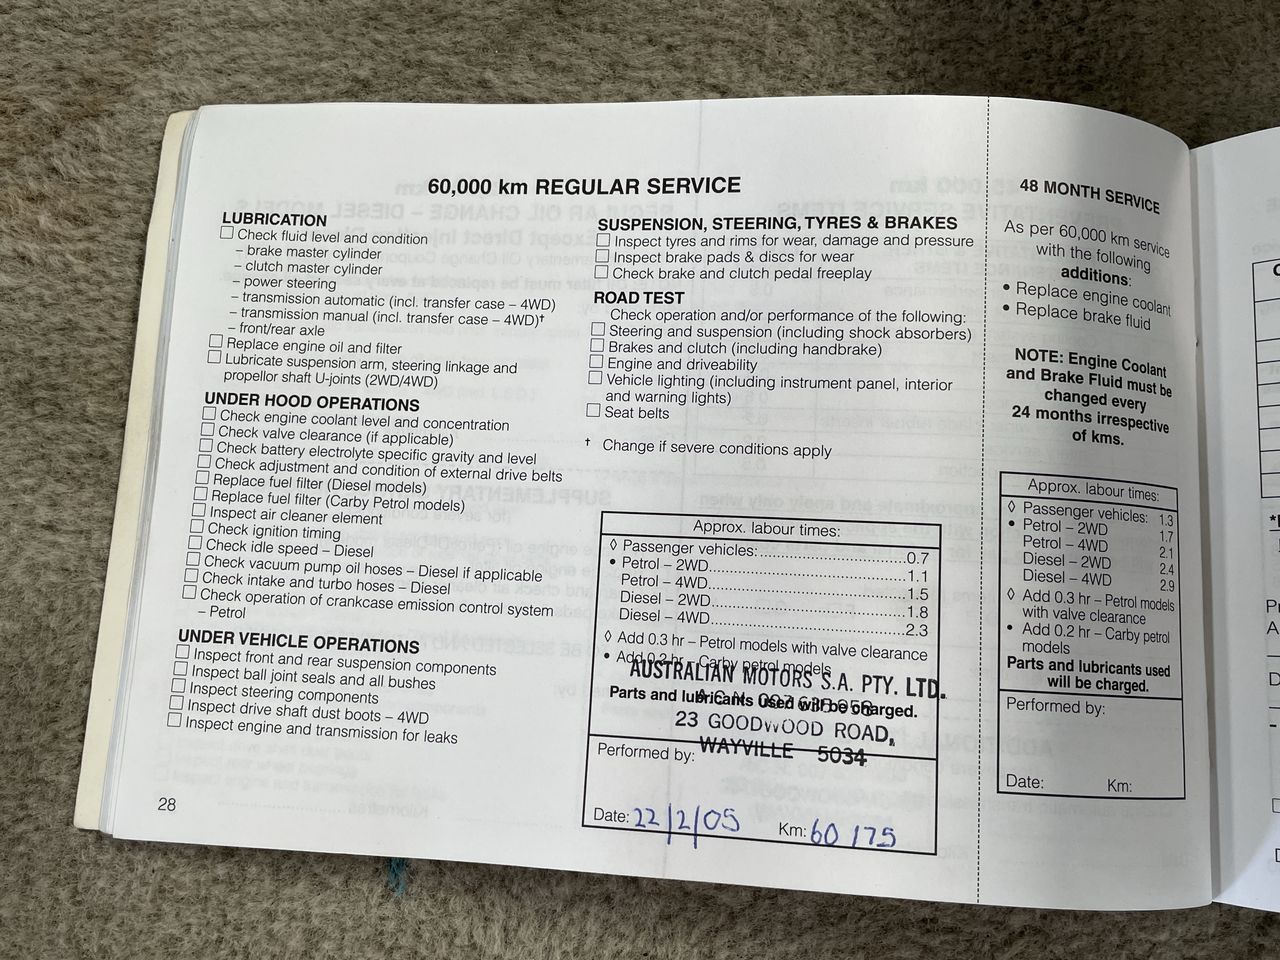 60,000 km REGULAR SERVICE
LUBRICATION
☐ Check fluid level and condition
– brake master cylinder
– clutch master cylinder
– power steering
– transmission automatic (incl. transfer case – 4WD)
– transmission manual (incl. transfer case – 4WD)†
– front/rear axle
☐ Replace engine oil and filter
☐ Lubricate suspension arm, steering linkage and
propellor shaft U-joints (2WD/4WD)
UNDER HOOD OPERATIONS
☐ Check engine coolant level and concentration
☐ Check valve clearance (if applicable)
☐ Check battery electrolyte specific gravity and level
☐ Check adjustment and condition of external drive belts
☐ Replace fuel filter (Diesel models)
☐ Replace fuel filter (Carby Petrol models)
☐ Inspect air cleaner element
☐ Check ignition timing
☐ Check idle speed – Diesel
☐ Check vacuum pump oil hoses – Diesel if applicable
☐ Check intake and turbo hoses – Diesel
☐ Check operation of crankcase emission control system
– Petrol
UNDER VEHICLE OPERATIONS
☐ Inspect front and rear suspension components
☐ Inspect ball joint seals and all bushes
☐ Inspect steering components
☐ Inspect drive shaft dust boots – 4WD
☐ Inspect engine and transmission for leaks
28
SUSPENSION, STEERING, TYRES & BRAKES
☐ Inspect tyres and rims for wear, damage and pressure
☐ Inspect brake pads & discs for wear
☐ Check brake and clutch pedal freeplay
ROAD TEST
Check operation and/or performance of the following:
☐ Steering and suspension (including shock absorbers)
☐ Brakes and clutch (including handbrake)
☐ Engine and driveability
☐ Vehicle lighting (including instrument panel, interior
and warning lights)
☐ Seat belts
† Change if severe conditions apply
Approx. labour times:
◊ Passenger vehicles:..............................0.7
• Petrol – 2WD........................................1.1
Petrol – 4WD........................................1.5
Diesel – 2WD........................................1.8
Diesel – 4WD........................................2.3
◊ Add 0.3 hr – Petrol models with valve clearance
• Add 0.2 hr – Carby petrol models
AUSTRALIAN MOTORS S.A. PTY. LTD.
Parts and lubricants used will be charged.
A.C.N.
23 GOODWOOD ROAD,
WAYVILLE 5034
Performed by:
Date: 22/2/05 Km: 60 175
48 MONTH SERVICE
As per 60,000 km service
with the following
additions:
• Replace engine coolant
• Replace brake fluid
NOTE: Engine Coolant
and Brake Fluid must be
changed every
24 months irrespective
of kms.
Approx. labour times:
◊ Passenger vehicles: 1.3
• Petrol – 2WD 1.7
Petrol – 4WD 2.1
Diesel – 2WD 2.4
Diesel – 4WD 2.9
◊ Add 0.3 hr – Petrol models
with valve clearance
• Add 0.2 hr – Carby petrol
models
Parts and lubricants used
will be charged.
Performed by:
Date: Km: